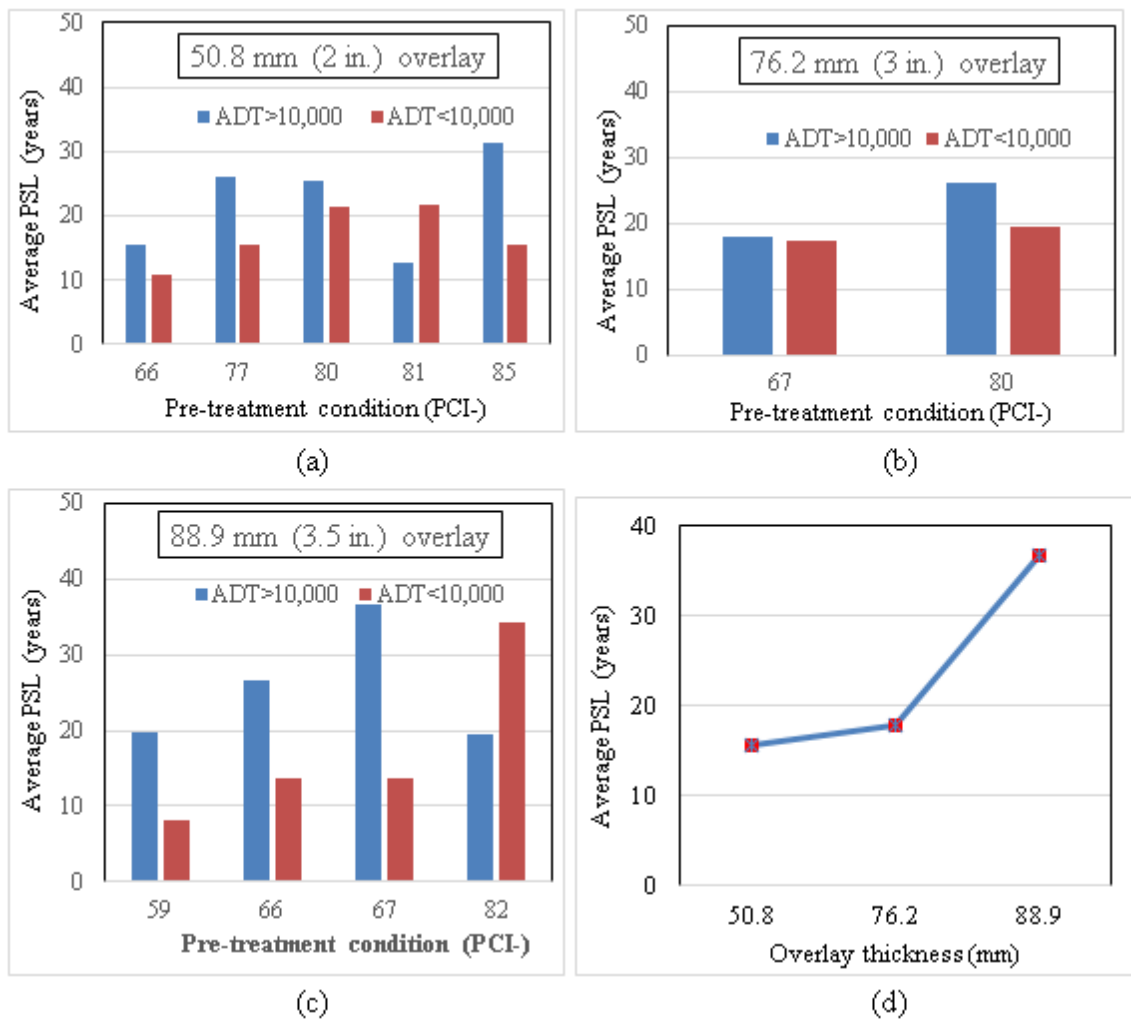 50.8 mm (2 in.) overlay
ADT>10,000 ADT<10,000
Average PSL (years)
50
40
30
20
10
0
66 77 80 81 85
Pre-treatment condition (PCI-)
(a)
76.2 mm (3 in.) overlay
ADT>10,000 ADT<10,000
Average PSL (years)
50
40
30
20
10
0
67 80
Pre-treatment condition (PCI-)
(b)
88.9 mm (3.5 in.) overlay
ADT>10,000 ADT<10,000
Average PSL (years)
50
40
30
20
10
0
59 66 67 82
Pre-treatment condition (PCI-)
(c)
Average PSL (years)
40
30
20
10
0
50.8 76.2 88.9
Overlay thickness (mm)
(d)